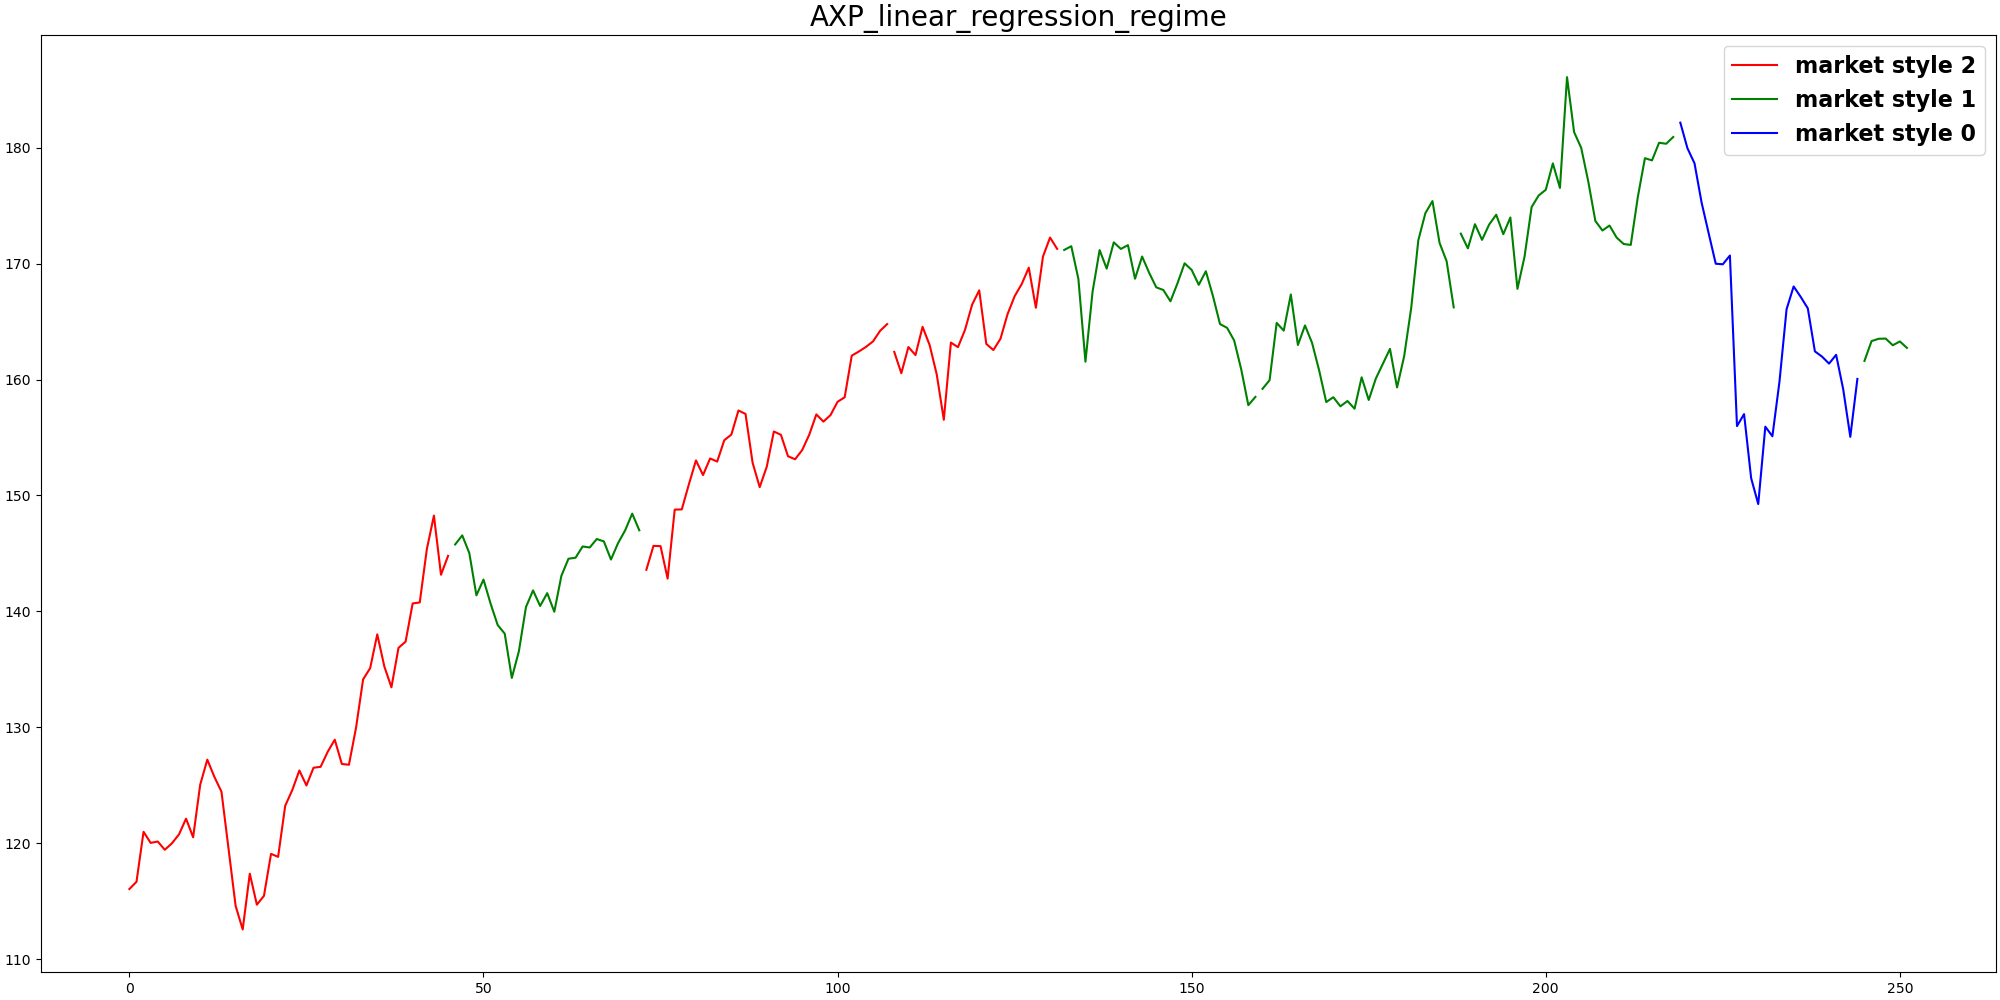 AXP_linear_regression_regime
market style 2
market style 1
market style 0
180
170
160
150
140
130
120
110
0 50 100 150 200 250